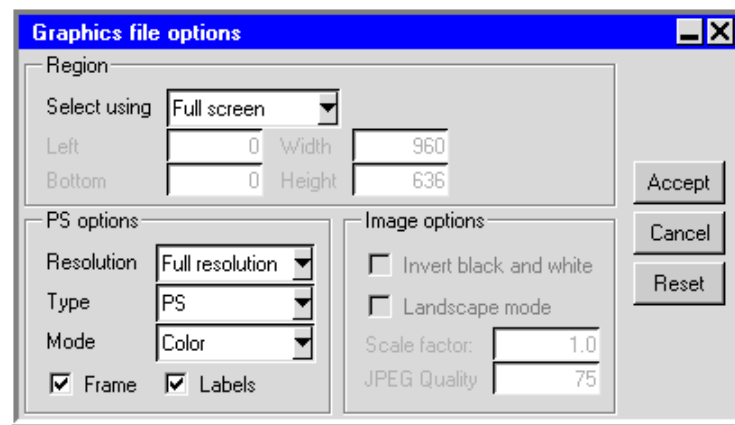 Graphics file options
Region
Select using Full screen
Left 0 Width 960
Bottom 0 Height 636
PS options
Resolution Full resolution
Type PS
Mode Color
Frame Labels
Image options
Invert black and white
Landscape mode
Scale factor: 1.0
JPEG Quality 75
Accept
Cancel
Reset